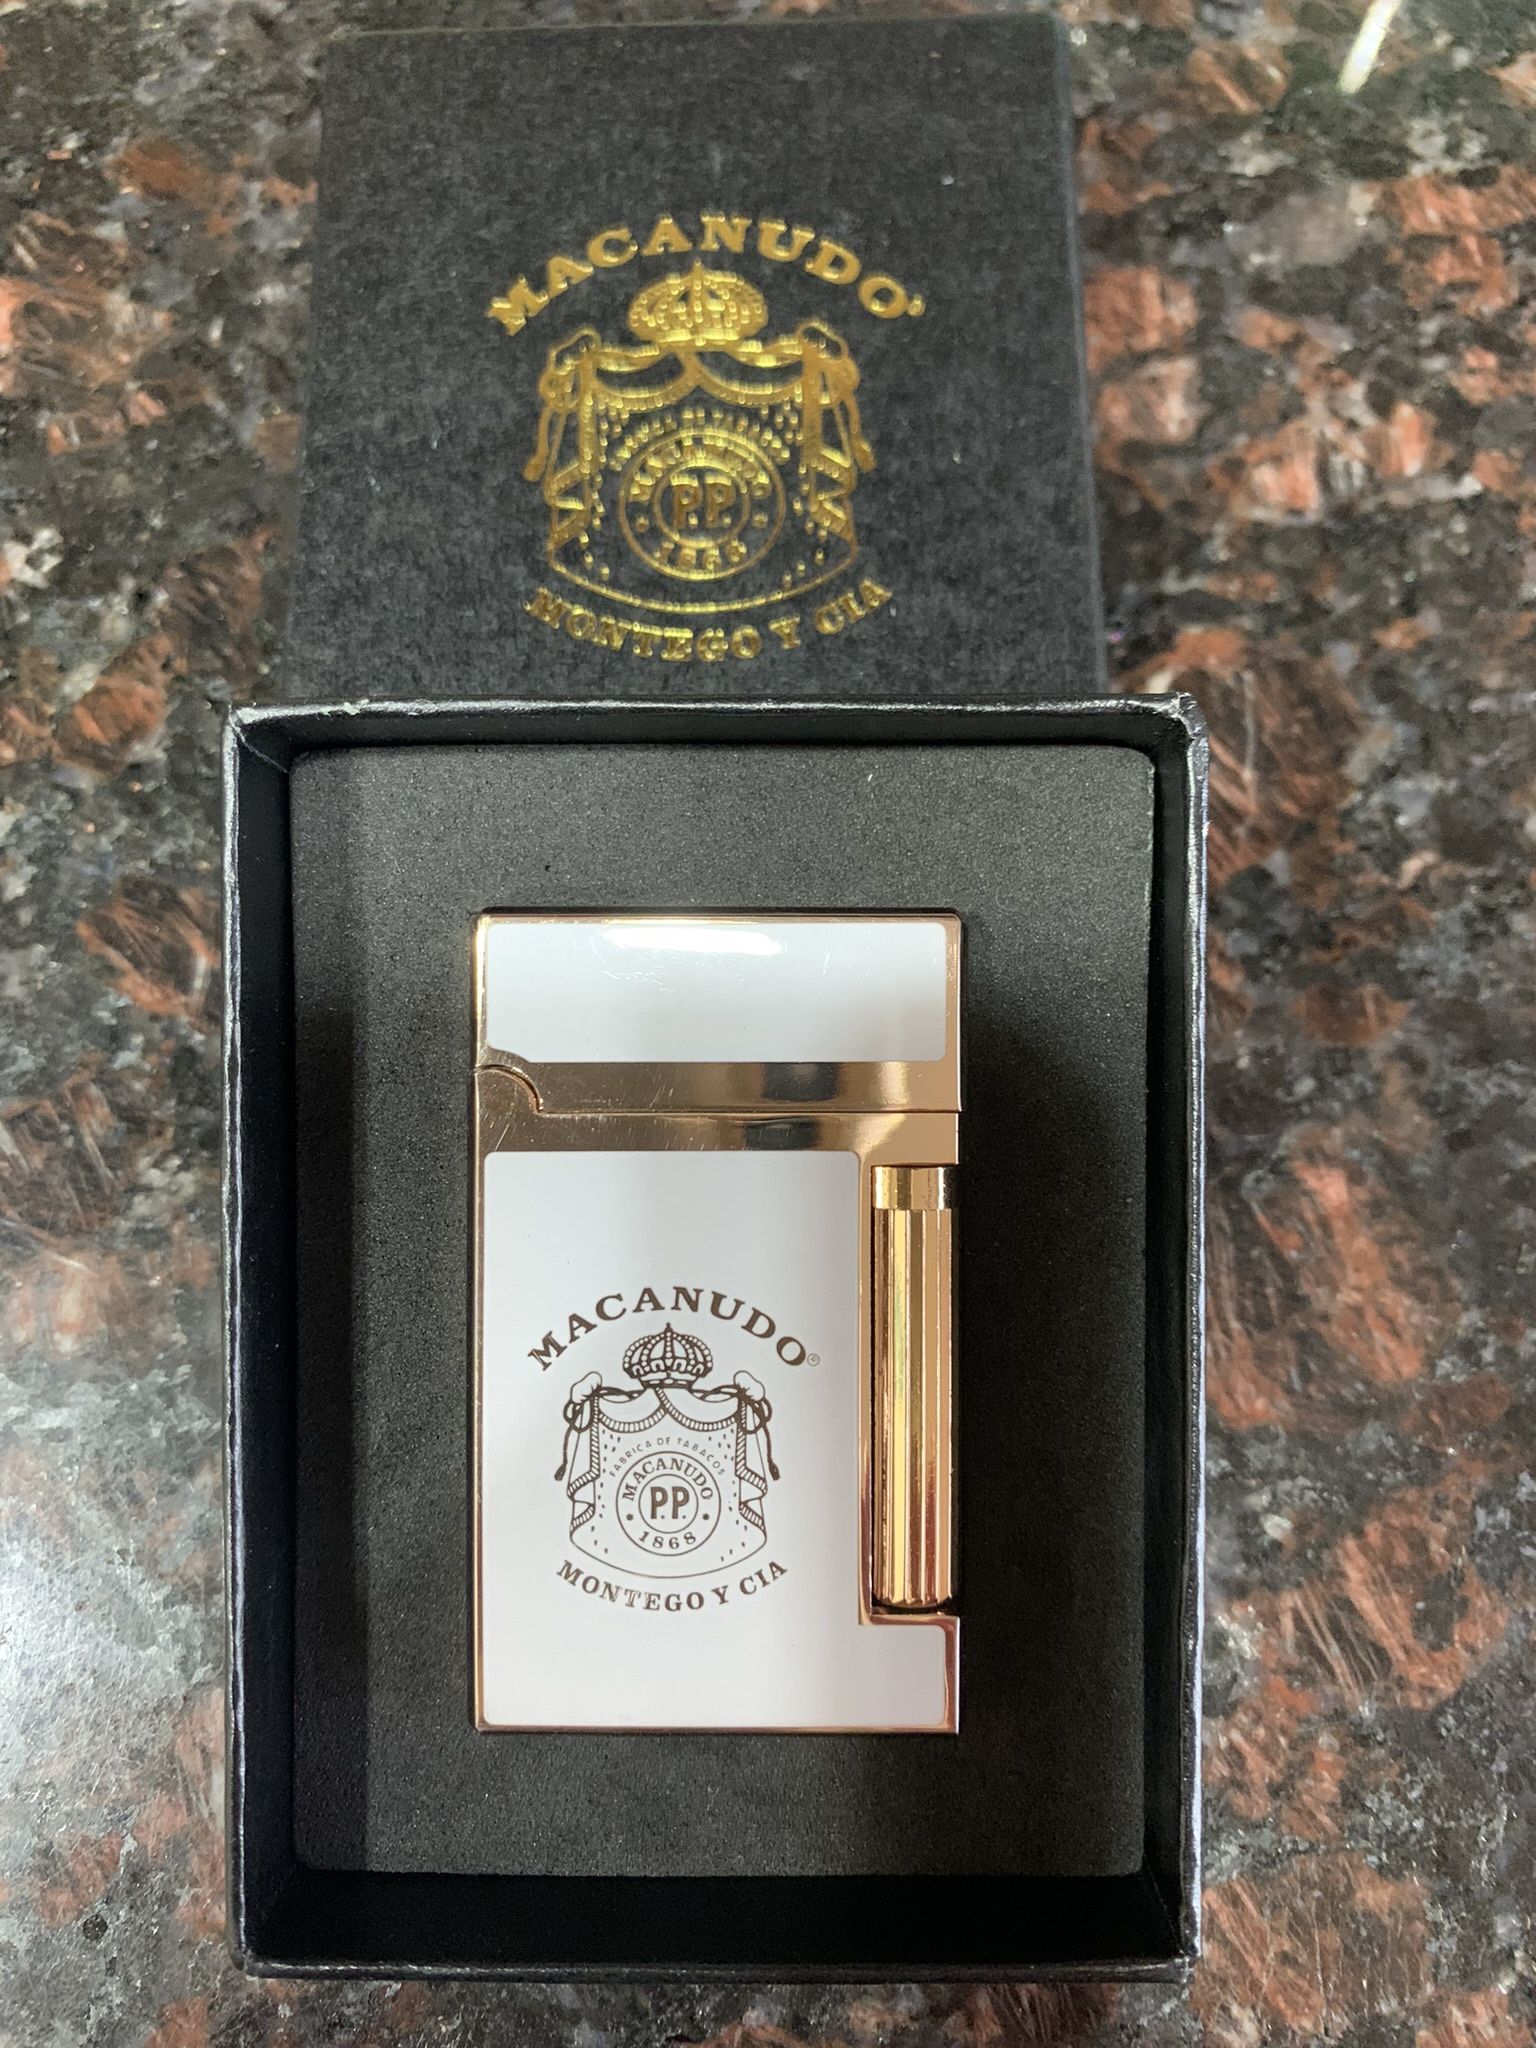 MACANUDO®
P.P.
1868
MONTEGO Y CIA
MACANUDO®
FABRICA DE TABACOS
MACANUDO
P.P.
1868
MONTEGO Y CIA